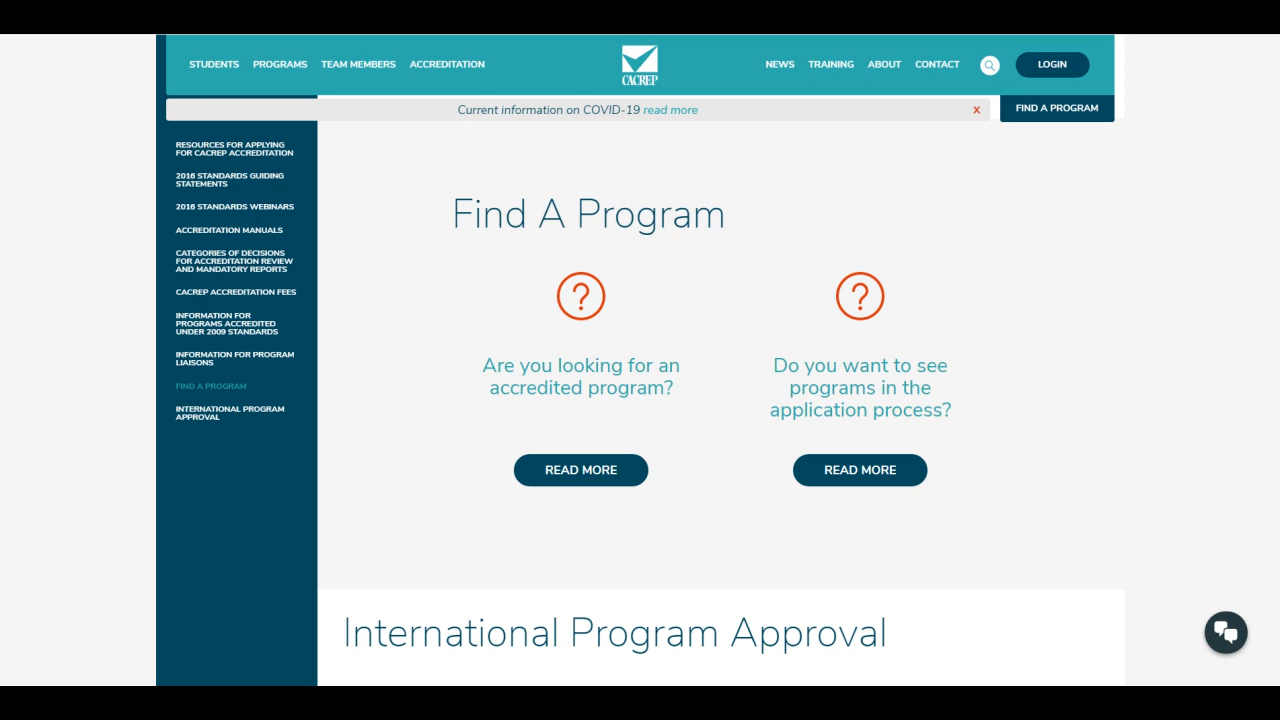 STUDENTS PROGRAMS TEAM MEMBERS ACCREDITATION
CACREP
NEWS TRAINING ABOUT CONTACT LOGIN
Current information on COVID-19 read more x
FIND A PROGRAM
RESOURCES FOR APPLYING
FOR CACREP ACCREDITATION
2016 STANDARDS GUIDING
STATEMENTS
2016 STANDARDS WEBINARS
ACCREDITATION MANUALS
CATEGORIES OF DECISIONS
FOR ACCREDITATION REVIEW
AND MANDATORY REPORTS
CACREP ACCREDITATION FEES
INFORMATION FOR
PROGRAMS ACCREDITED
UNDER 2009 STANDARDS
INFORMATION FOR PROGRAM
LIAISONS
FIND A PROGRAM
INTERNATIONAL PROGRAM
APPROVAL
Find A Program
?
Are you looking for an
accredited program?
READ MORE
?
Do you want to see
programs in the
application process?
READ MORE
International Program Approval